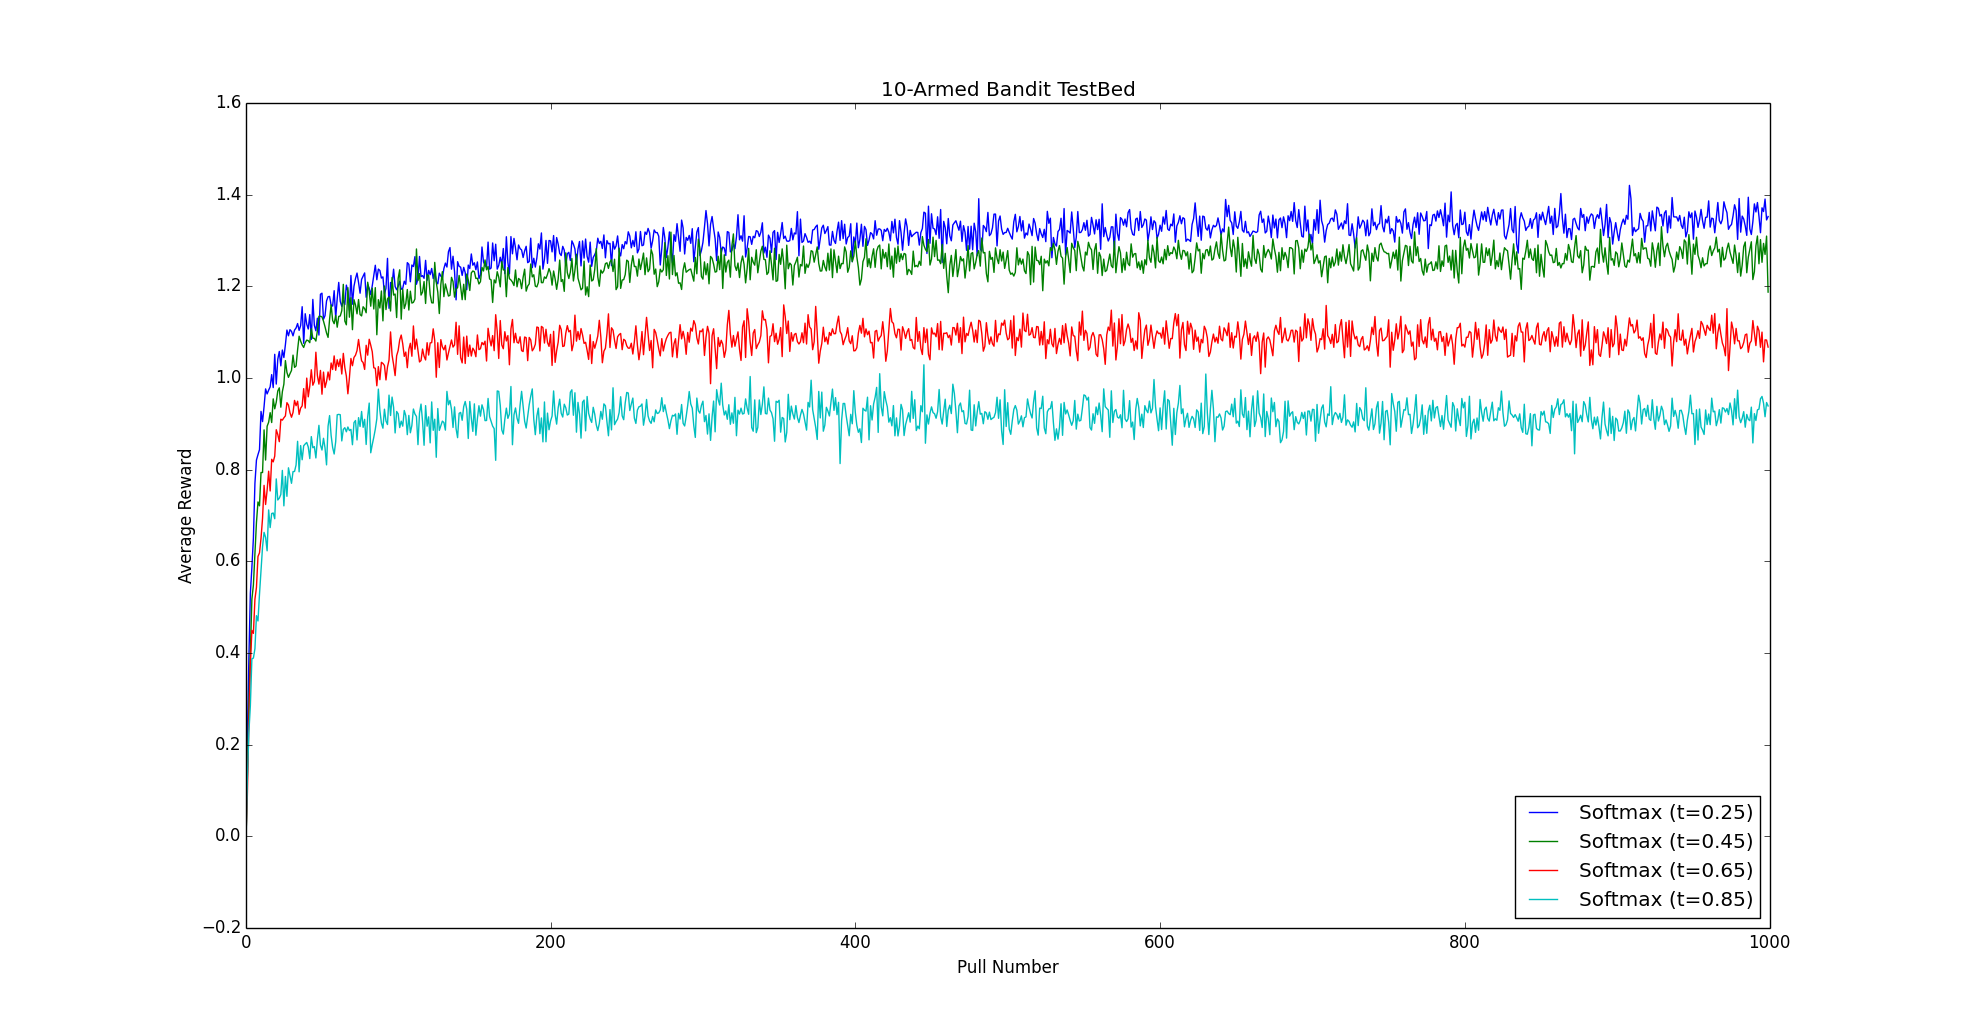 10-Armed Bandit TestBed
1.6
1.4
1.2
1.0
0.8
0.6
0.4
0.2
0.0
−0.2
Average Reward
0 200 400 600 800 1000
Pull Number
Softmax (t=0.25)
Softmax (t=0.45)
Softmax (t=0.65)
Softmax (t=0.85)